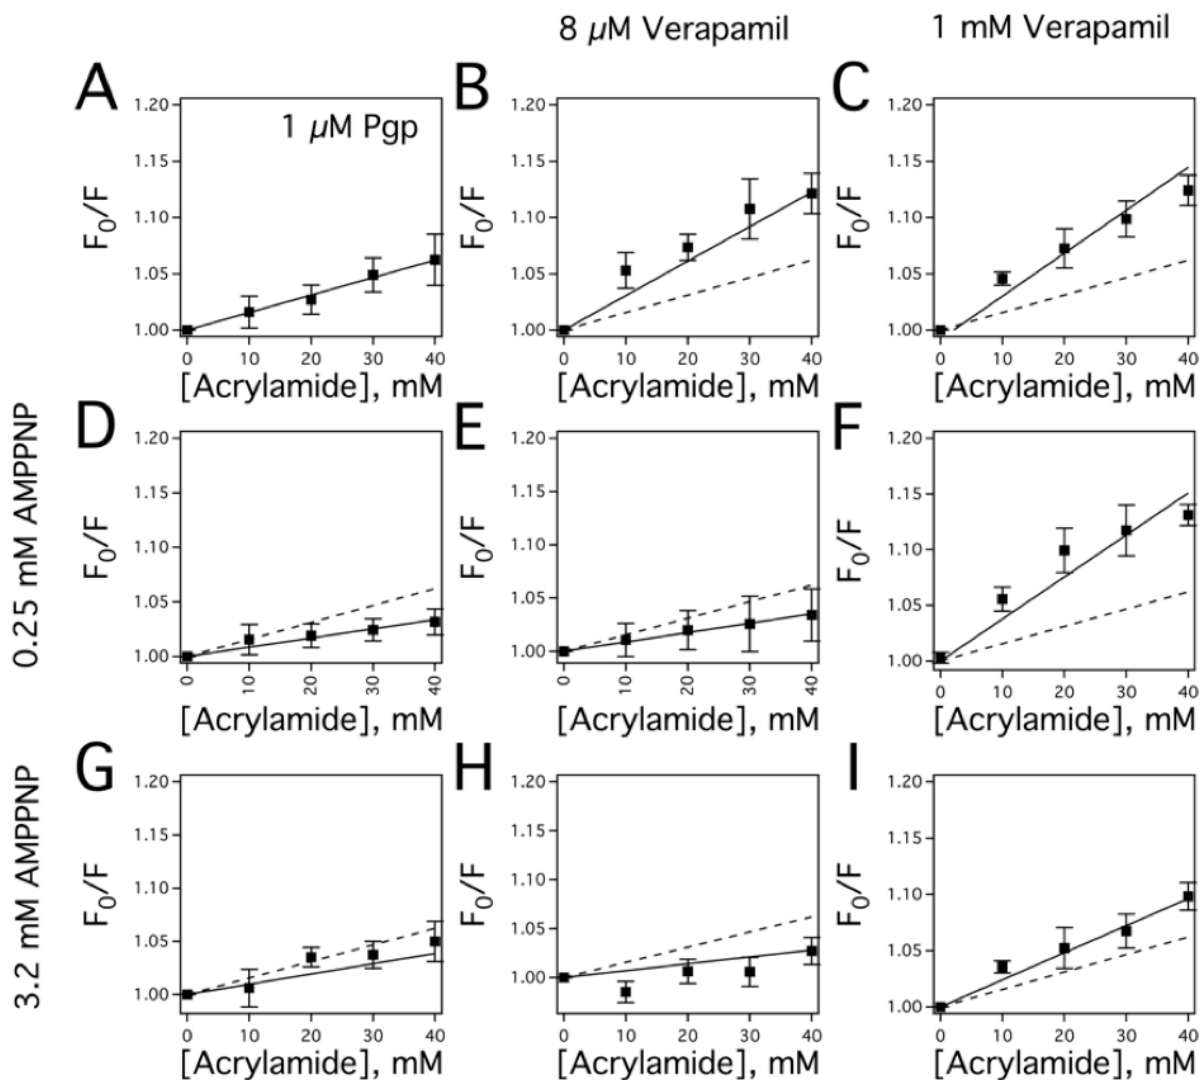 8 µM Verapamil
1 mM Verapamil
A
B
C
1 µM Pgp
1.20
1.15
1.10
1.05
1.00
F0/F
0 10 20 30 40
[Acrylamide], mM
1.20
1.15
1.10
1.05
1.00
F0/F
0 10 20 30 40
[Acrylamide], mM
1.20
1.15
1.10
1.05
1.00
F0/F
0 10 20 30 40
[Acrylamide], mM
0.25 mM AMPPNP
D
E
F
1.20
1.15
1.10
1.05
1.00
F0/F
0 10 20 30 40
[Acrylamide], mM
1.20
1.15
1.10
1.05
1.00
F0/F
0 10 20 30 40
[Acrylamide], mM
1.20
1.15
1.10
1.05
1.00
F0/F
0 10 20 30 40
[Acrylamide], mM
3.2 mM AMPPNP
G
H
I
1.20
1.15
1.10
1.05
1.00
F0/F
0 10 20 30 40
[Acrylamide], mM
1.20
1.15
1.10
1.05
1.00
F0/F
0 10 20 30 40
[Acrylamide], mM
1.20
1.15
1.10
1.05
1.00
F0/F
0 10 20 30 40
[Acrylamide], mM